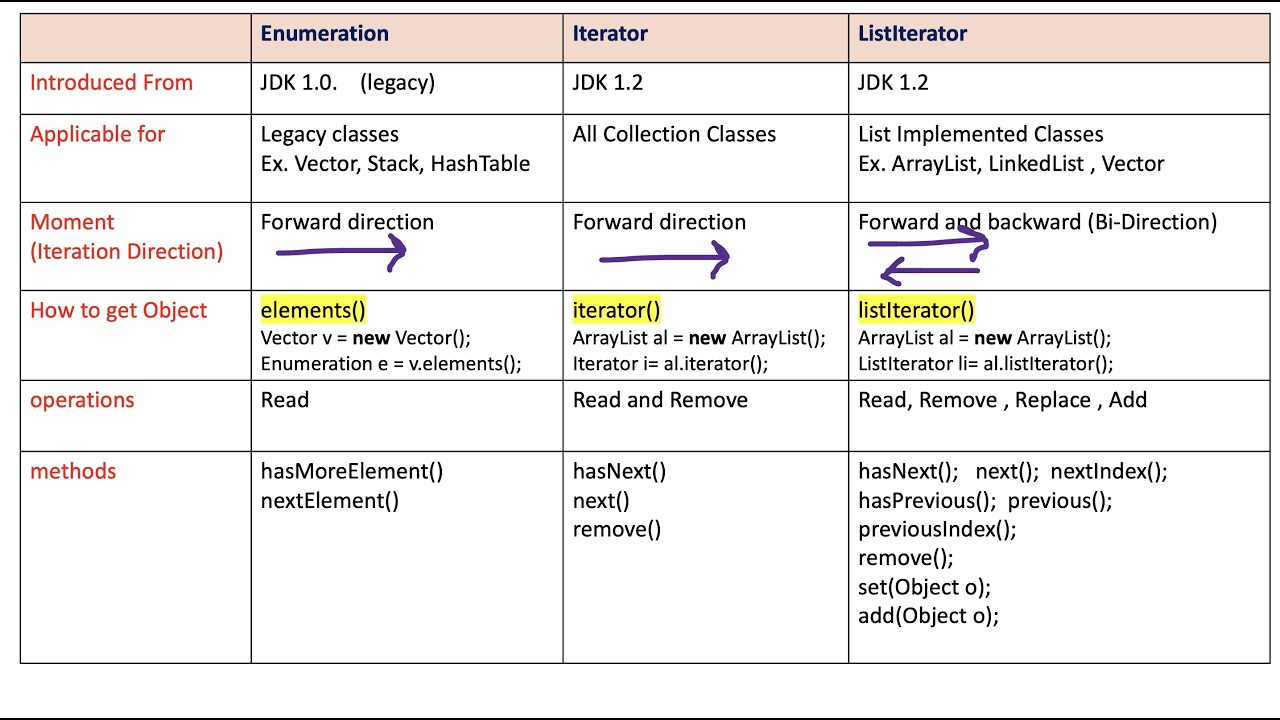 Enumeration Iterator ListIterator
Introduced From JDK 1.0. (legacy) JDK 1.2 JDK 1.2
Applicable for Legacy classes All Collection Classes List Implemented Classes
Ex. Vector, Stack, HashTable Ex. ArrayList, LinkedList , Vector
Moment Forward direction Forward direction Forward and backward (Bi-Direction)
(Iteration Direction)
How to get Object elements() iterator() listIterator()
Vector v = new Vector(); ArrayList al = new ArrayList(); ArrayList al = new ArrayList();
Enumeration e = v.elements(); Iterator i= al.iterator(); ListIterator li= al.listIterator();
operations Read Read and Remove Read, Remove , Replace , Add
methods hasMoreElement() hasNext() hasNext(); next(); nextIndex();
nextElement() next() hasPrevious(); previous();
remove() previousIndex();
remove();
set(Object o);
add(Object o);